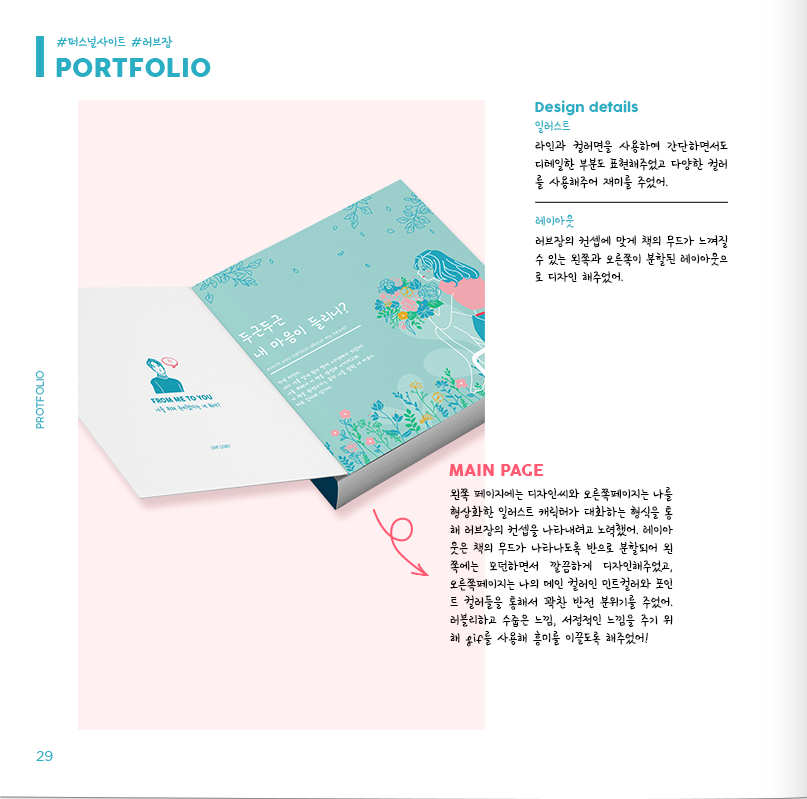 #퍼스널사이트 #러브장
PORTFOLIO
Design details
일러스트
라인과 컬러면을 사용하며 간단하면서도
디테일한 부분도 표현해주었고 다양한 컬러
를 사용해주어 재미를 주었어.
레이아웃
러브장의 컨셉에 맞게 책의 무드가 느껴질
수 있는 왼쪽과 오른쪽이 분할된 레이아웃으
로 디자인 해주었어.
두근두근
내 마음이 들리니?
Aren't you curious about my heart?
FROM ME TO YOU
LOVE DIARY
PROTFOLIO
MAIN PAGE
왼쪽 페이지에는 디자인씨와 오른쪽페이지는 나를
형상화한 일러스트 캐릭터가 대화하는 형식을 통
해 러브장의 컨셉을 나타내려고 노력했어. 레이아
웃은 책의 무드가 나타나도록 반으로 분할되어 왼
쪽에는 모던하면서 깔끔하게 디자인해주었고,
오른쪽페이지는 나의 메인 컬러인 민트컬러와 포인
트 컬러들을 통해서 꽉찬 반전 분위기를 주었어.
러블리하고 수줍은 느낌, 서정적인 느낌을 주기 위
해 gif를 사용해 흥미를 이끌도록 해주었어!
29